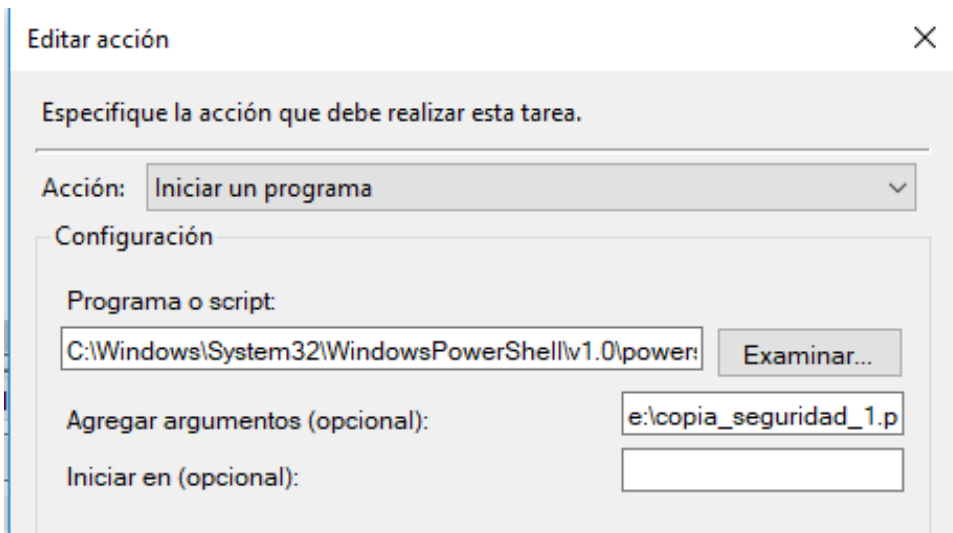 Editar acción
Especifique la acción que debe realizar esta tarea.
Acción: Iniciar un programa
Configuración
Programa o script:
C:\Windows\System32\WindowsPowerShell\v1.0\powers
Examinar...
Agregar argumentos (opcional): e:\copia_seguridad_1.p
Iniciar en (opcional):